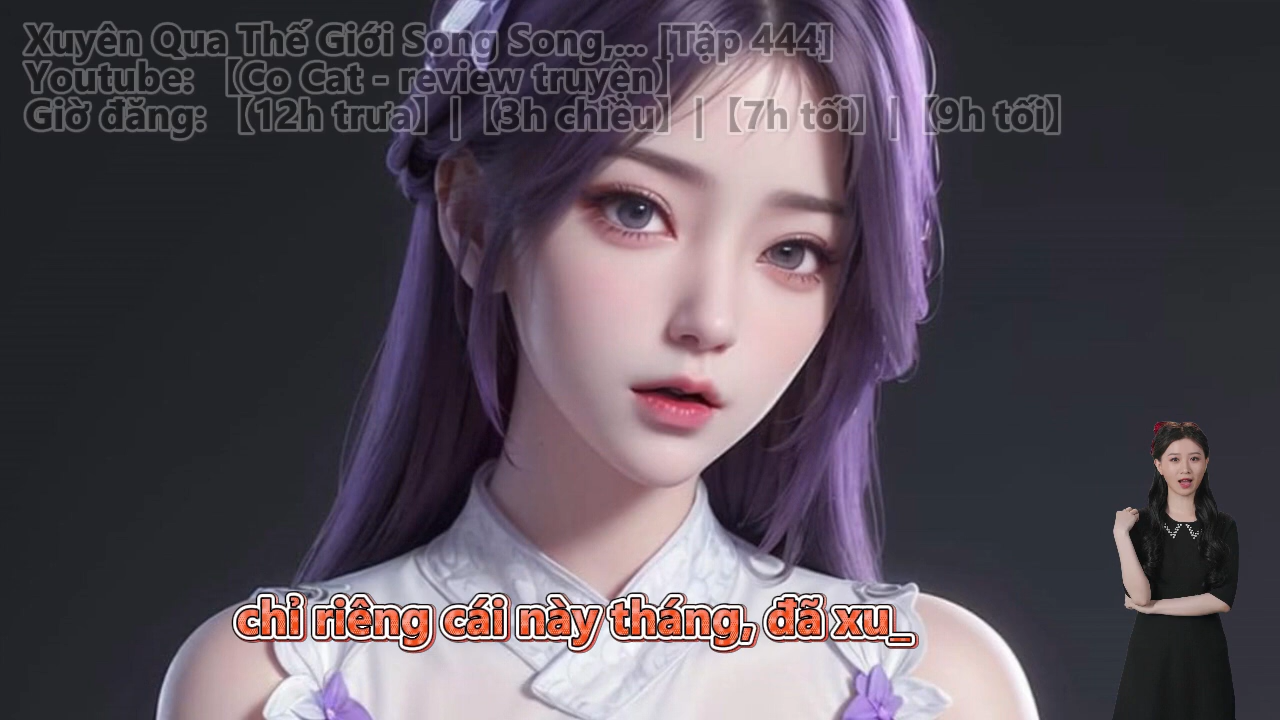 Xuyên Qua Thế Giới Song Song,... [Tập 444]
Youtube: 【Co Cat - review truyện】
Giờ đăng: 【12h trưa】 | 【3h chiều】 | 【7h tối】 | 【9h tối】
chỉ riêng cái này tháng, đã xu_